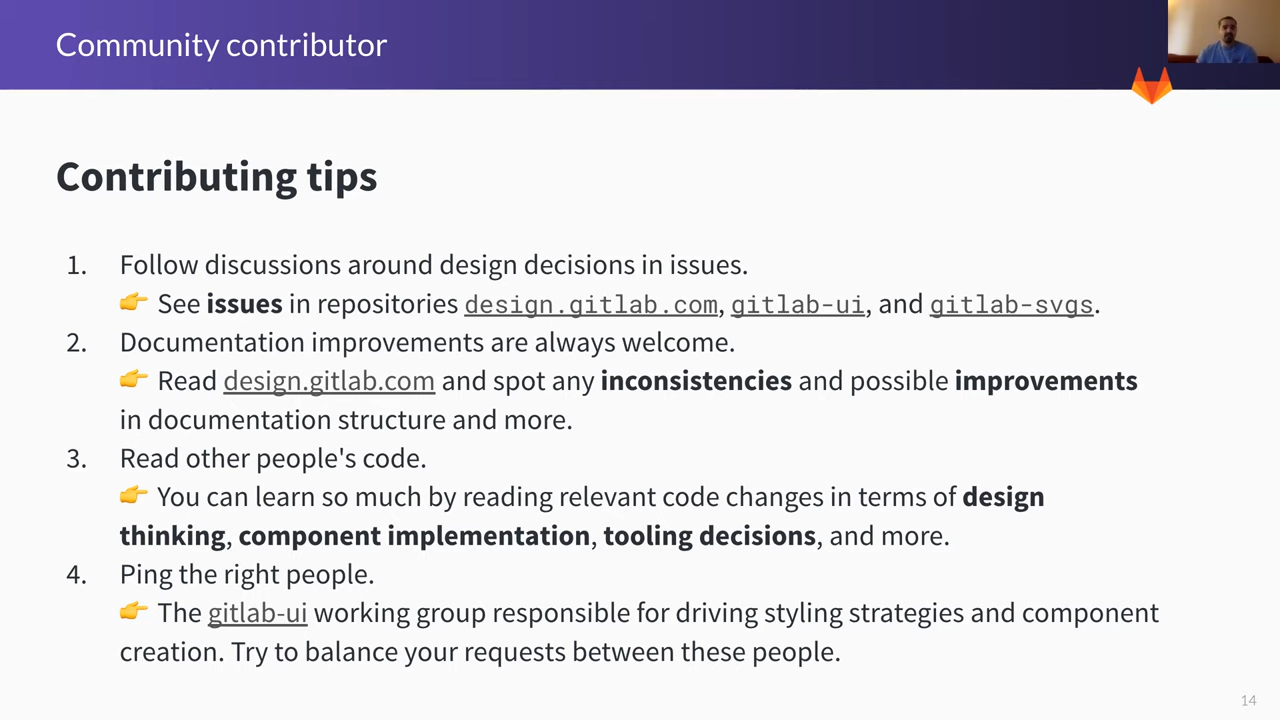 Community contributor
Contributing tips
1. Follow discussions around design decisions in issues.
👉 See issues in repositories design.gitlab.com, gitlab-ui, and gitlab-svgs.
2. Documentation improvements are always welcome.
👉 Read design.gitlab.com and spot any inconsistencies and possible improvements
in documentation structure and more.
3. Read other people's code.
👉 You can learn so much by reading relevant code changes in terms of design
thinking, component implementation, tooling decisions, and more.
4. Ping the right people.
👉 The gitlab-ui working group responsible for driving styling strategies and component
creation. Try to balance your requests between these people.
14